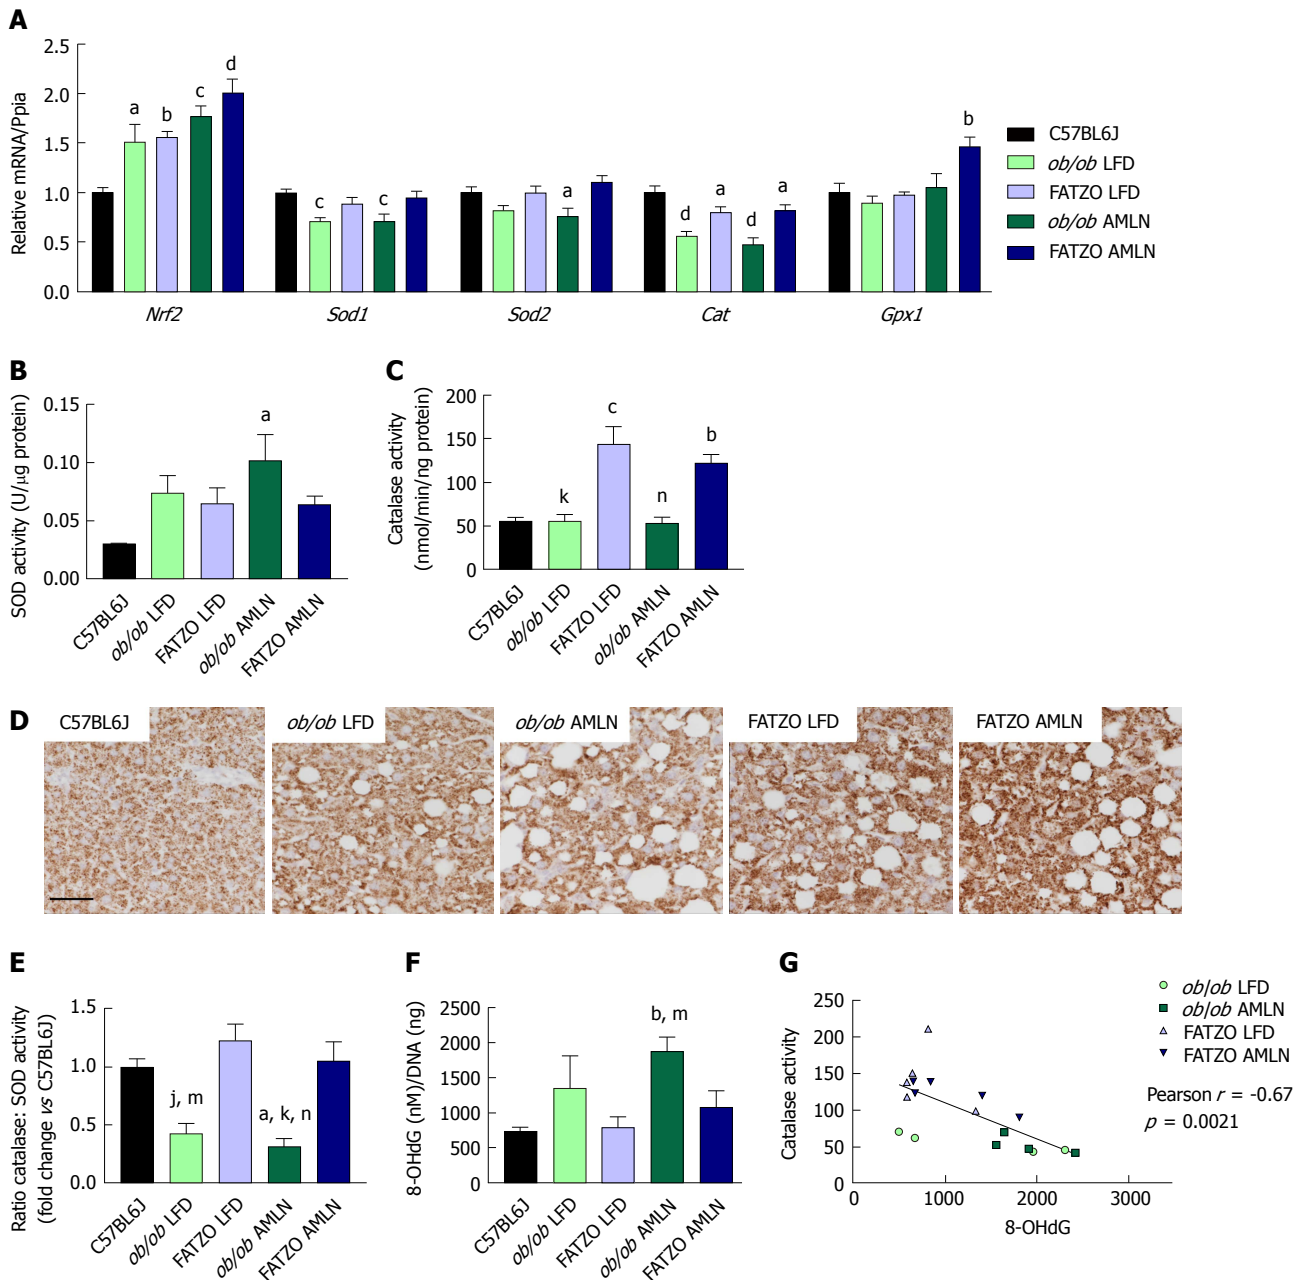 A
Relative mRNA/Ppia
2.5
2.0
1.5
1.0
0.5
0.0
a b c d
c c
a
d a d a
b
Nrf2 Sod1 Sod2 Cat Gpx1
C57BL6J
ob/ob LFD
FATZO LFD
ob/ob AMLN
FATZO AMLN
B
SOD activity (U/μg protein)
0.15
0.10
0.05
0.00
a
C57BL6J
ob/ob LFD
FATZO LFD
ob/ob AMLN
FATZO AMLN
C
Catalase activity
(nmol/min/ng protein)
200
150
100
50
0
k c n b
C57BL6J
ob/ob LFD
FATZO LFD
ob/ob AMLN
FATZO AMLN
D
C57BL6J
ob/ob LFD
ob/ob AMLN
FATZO LFD
FATZO AMLN
E
Ratio catalase: SOD activity
(fold change vs C57BL6J)
1.5
1.0
0.5
0.0
j, m
a, k, n
C57BL6J
ob/ob LFD
FATZO LFD
ob/ob AMLN
FATZO AMLN
F
8-OHdG (nM)/DNA (ng)
2500
2000
1500
1000
500
0
b, m
C57BL6J
ob/ob LFD
FATZO LFD
ob/ob AMLN
FATZO AMLN
G
Catalase activity
250
200
150
100
50
0
0 1000 2000 3000
8-OHdG
ob/ob LFD
ob/ob AMLN
FATZO LFD
FATZO AMLN
Pearson r = -0.67
p = 0.0021